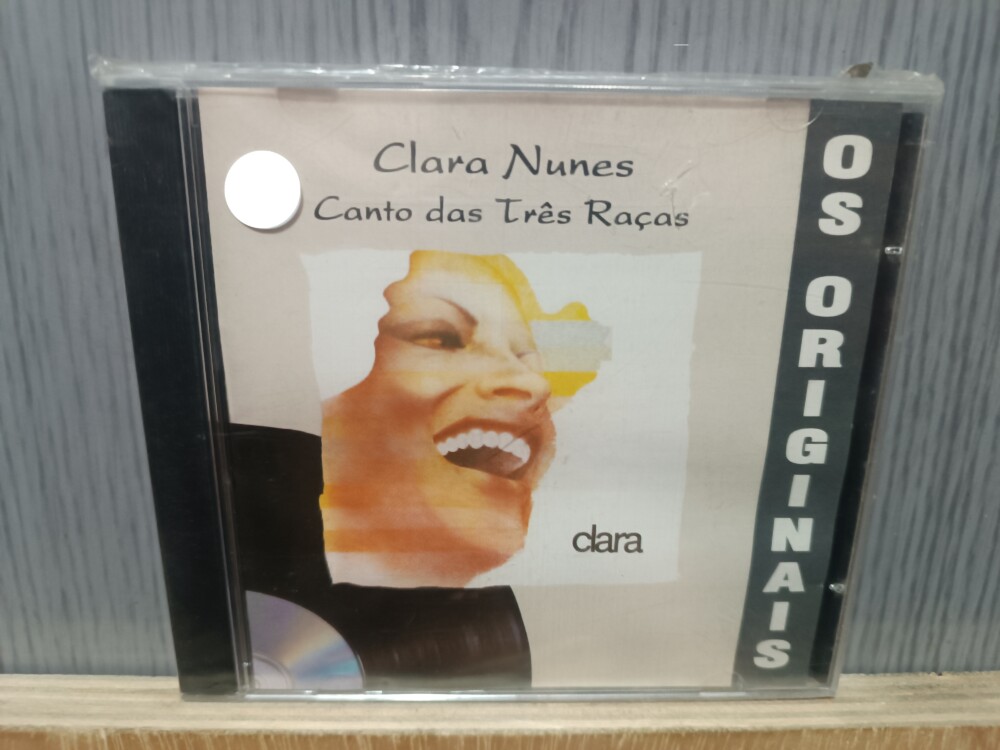 Clara Nunes
Canto das Três Raças
clara
OS ORIGINAIS